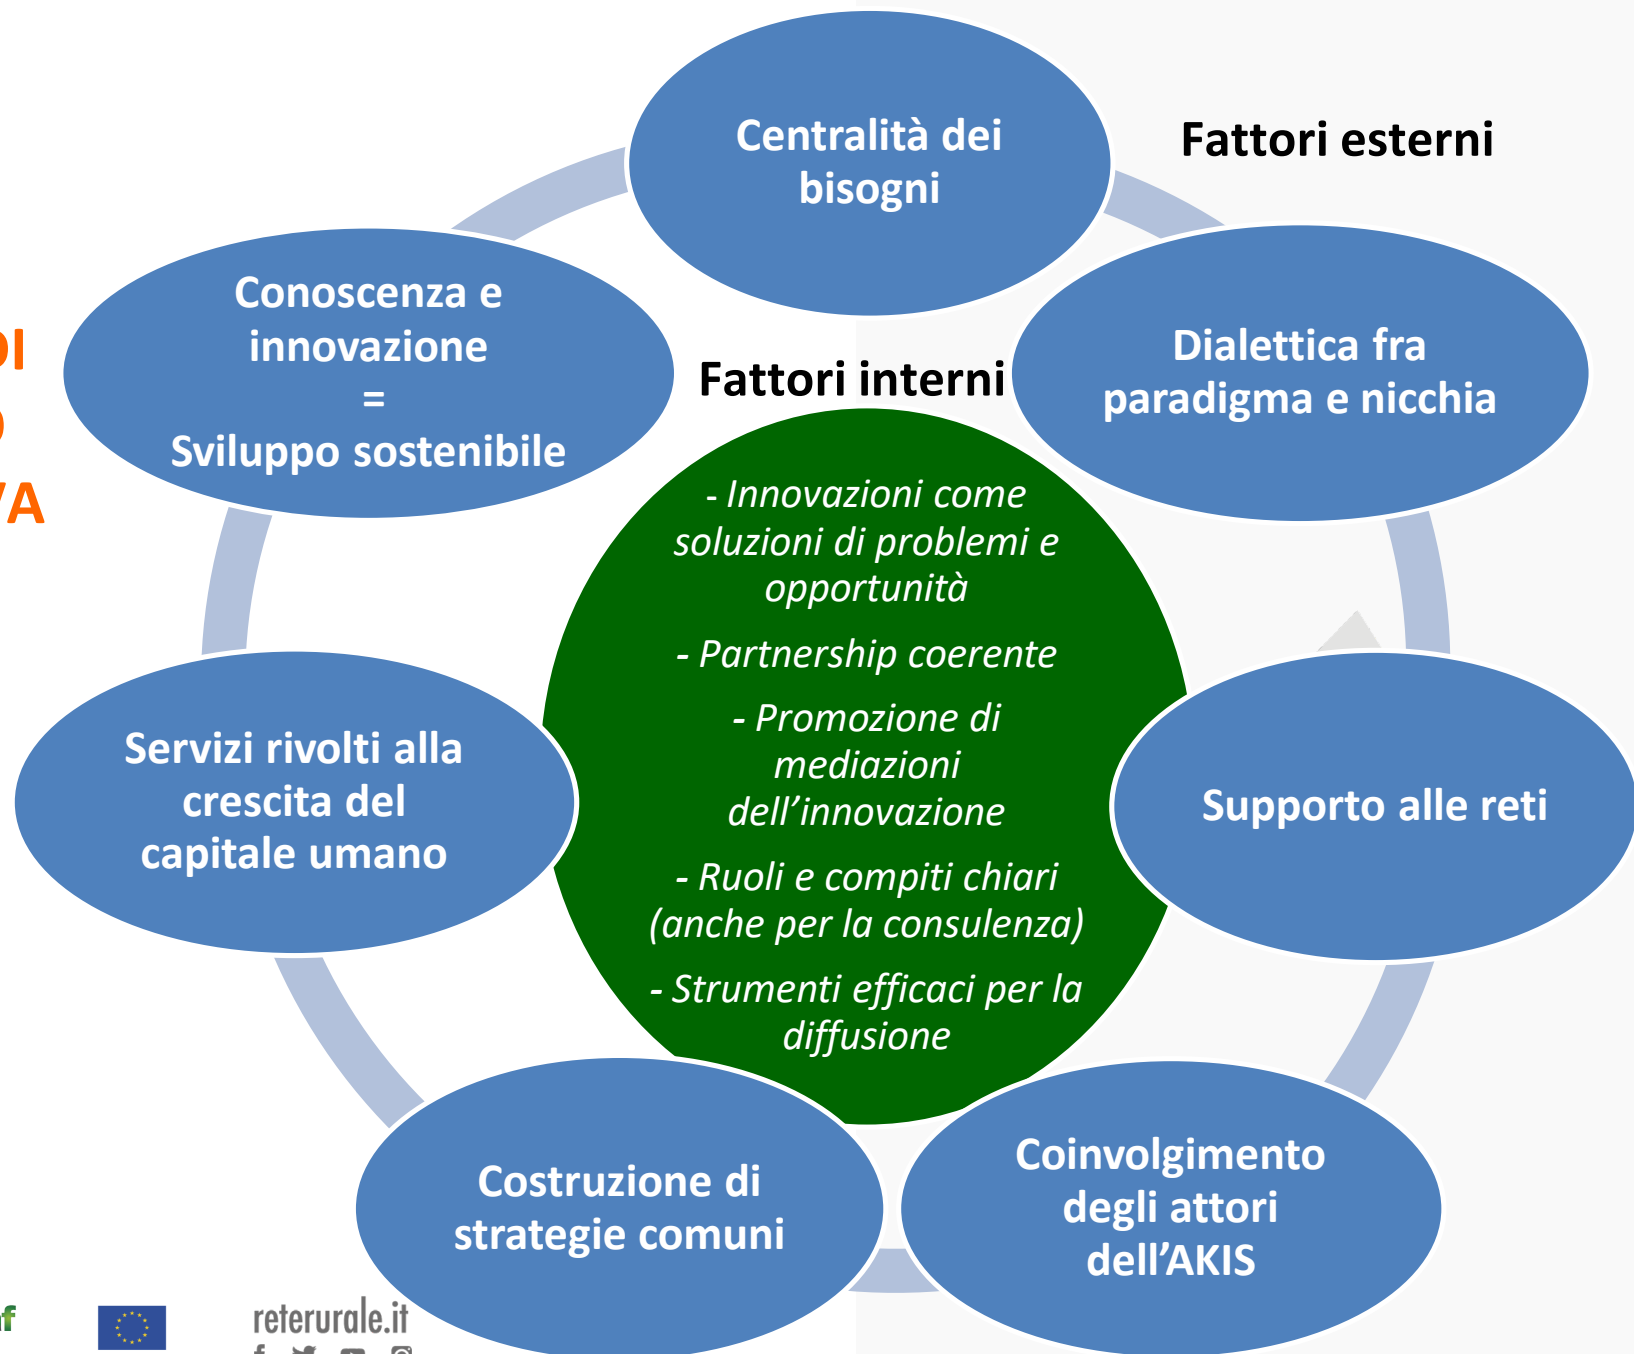 Centralità dei
bisogni
Fattori esterni
Dialettica fra
paradigma e nicchia
Supporto alle reti
Coinvolgimento
degli attori
dell’AKIS
Costruzione di
strategie comuni
Servizi rivolti alla
crescita del
capitale umano
Conoscenza e
innovazione
=
Sviluppo sostenibile
Fattori interni
- Innovazioni come
soluzioni di problemi e
opportunità
- Partnership coerente
- Promozione di
mediazioni
dell’innovazione
- Ruoli e compiti chiari
(anche per la consulenza)
- Strumenti efficaci per la
diffusione
reterurale.it